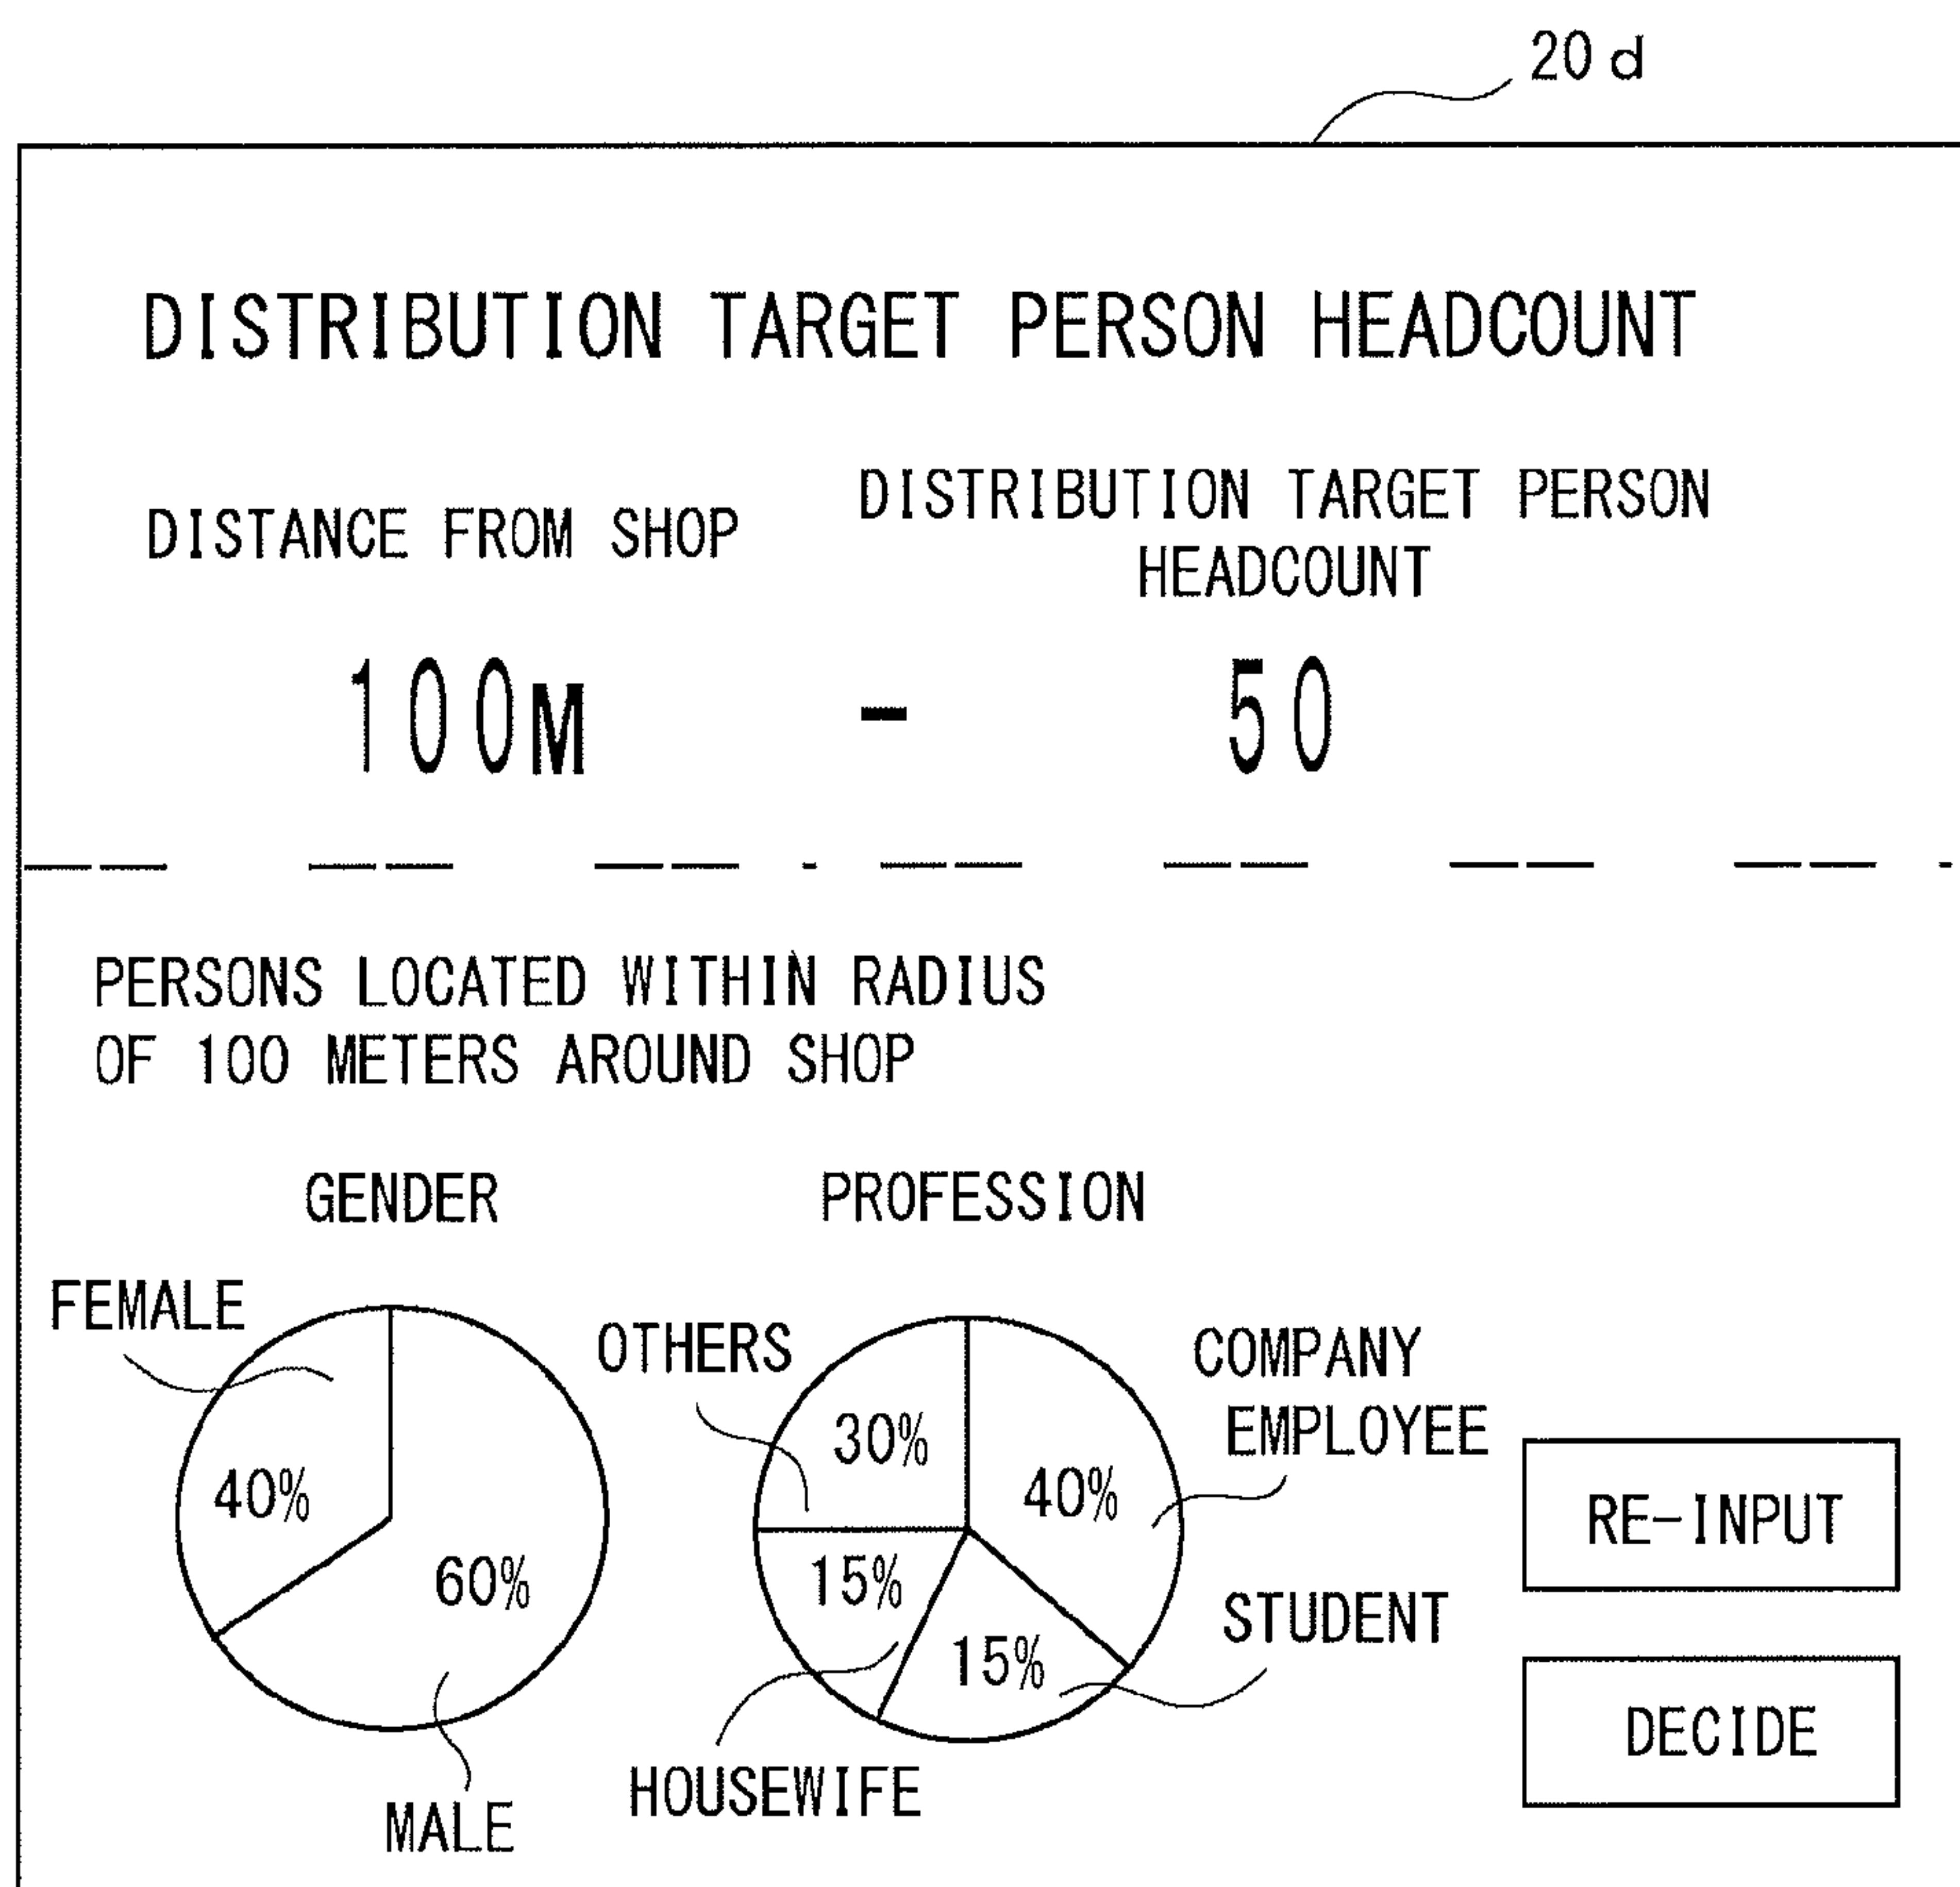 20d
DISTRIBUTION TARGET PERSON HEADCOUNT
DISTANCE FROM SHOP
DISTRIBUTION TARGET PERSON
HEADCOUNT
100M - 50
PERSONS LOCATED WITHIN RADIUS
OF 100 METERS AROUND SHOP
GENDER
FEMALE
40%
60%
MALE
PROFESSION
OTHERS
30%
COMPANY
EMPLOYEE
40%
15%
HOUSEWIFE
15%
STUDENT
RE-INPUT
DECIDE